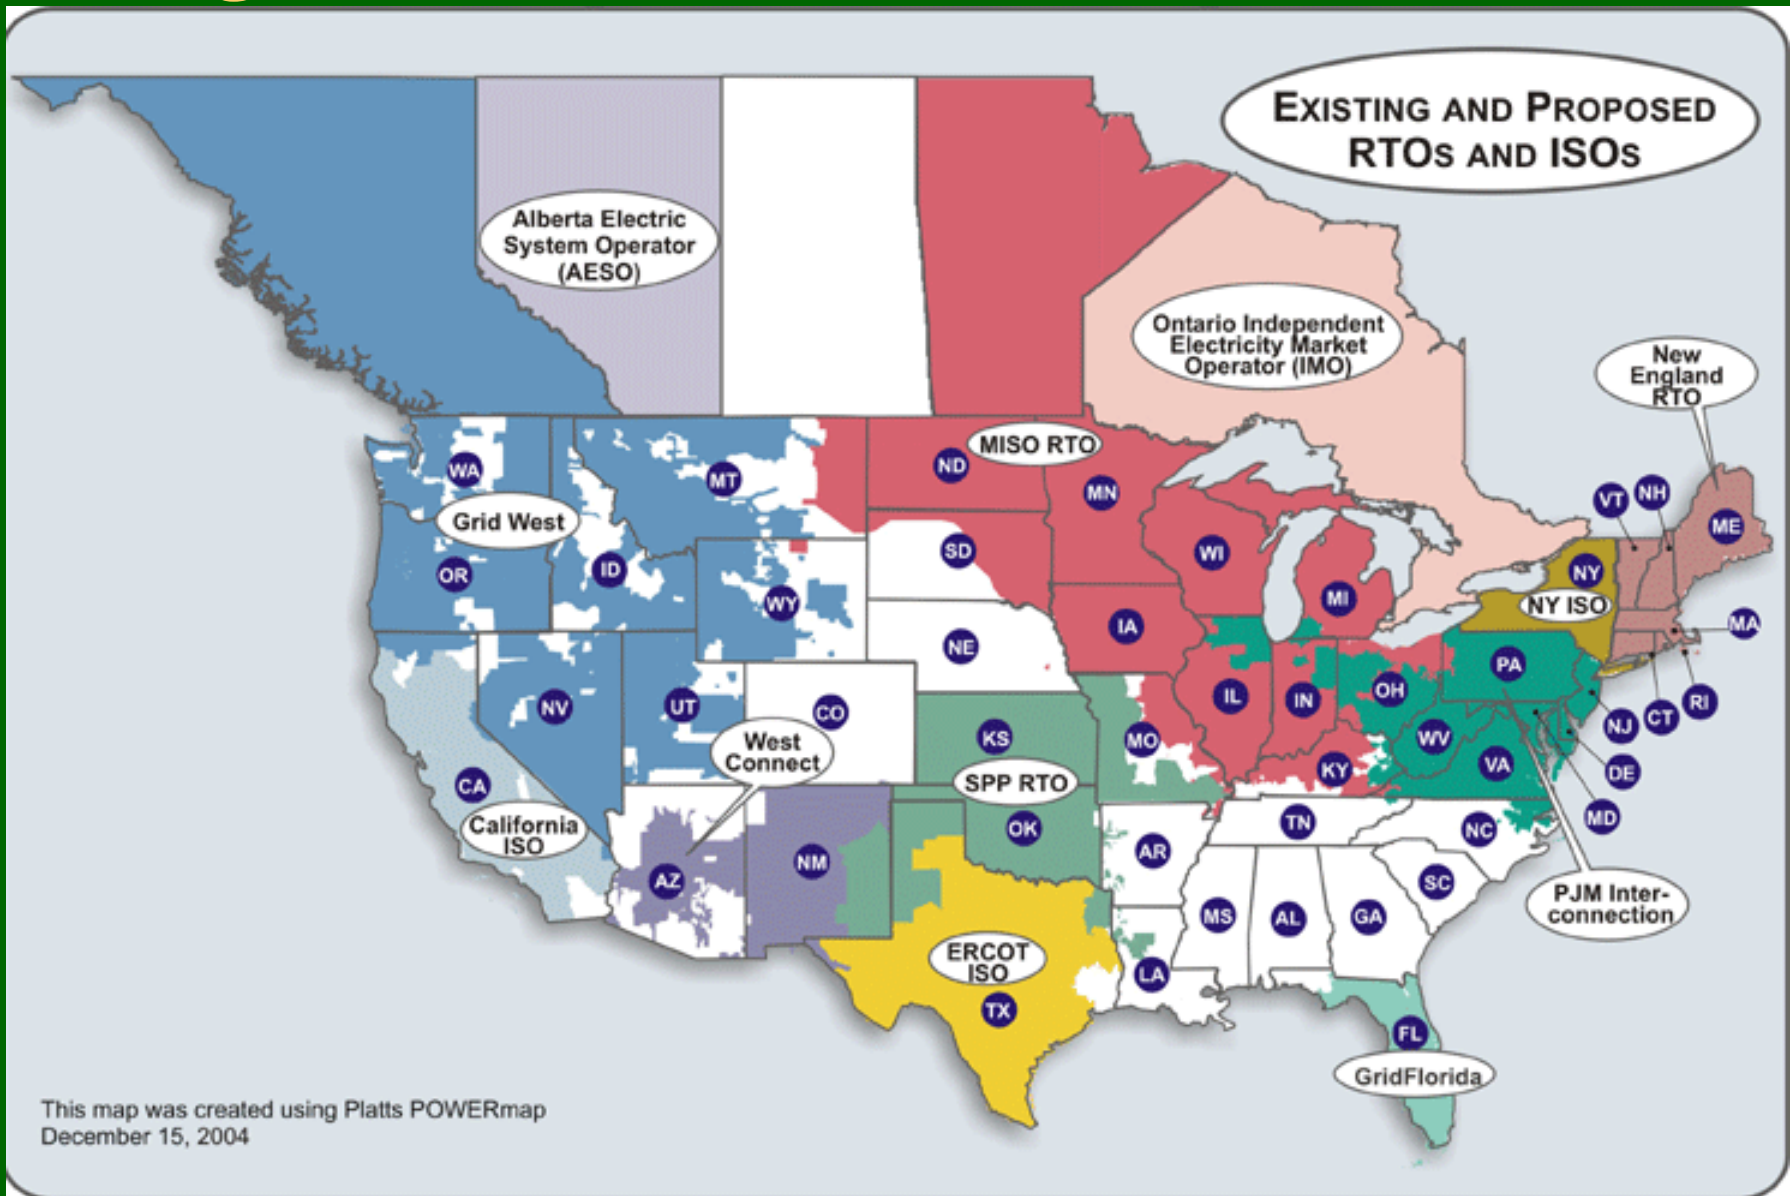 EXISTING AND PROPOSED
RTOS AND ISOS
Alberta Electric
System Operator
(AESO)
Ontario Independent
Electricity Market
Operator (IMO)
New
England
RTO
MISO RTO
Grid West
NY ISO
West
Connect
SPP RTO
California
ISO
PJM Inter-
connection
ERCOT
ISO
GridFlorida
WA
MT
ND
MN
VT
NH
ME
OR
ID
WY
SD
WI
MI
NY
MA
NE
IA
PA
NV
UT
CO
KS
MO
IL
IN
OH
WV
VA
NJ
CT
RI
DE
MD
CA
AZ
NM
OK
AR
KY
TN
NC
SC
MS
AL
GA
LA
TX
FL
This map was created using Platts POWERmap
December 15, 2004